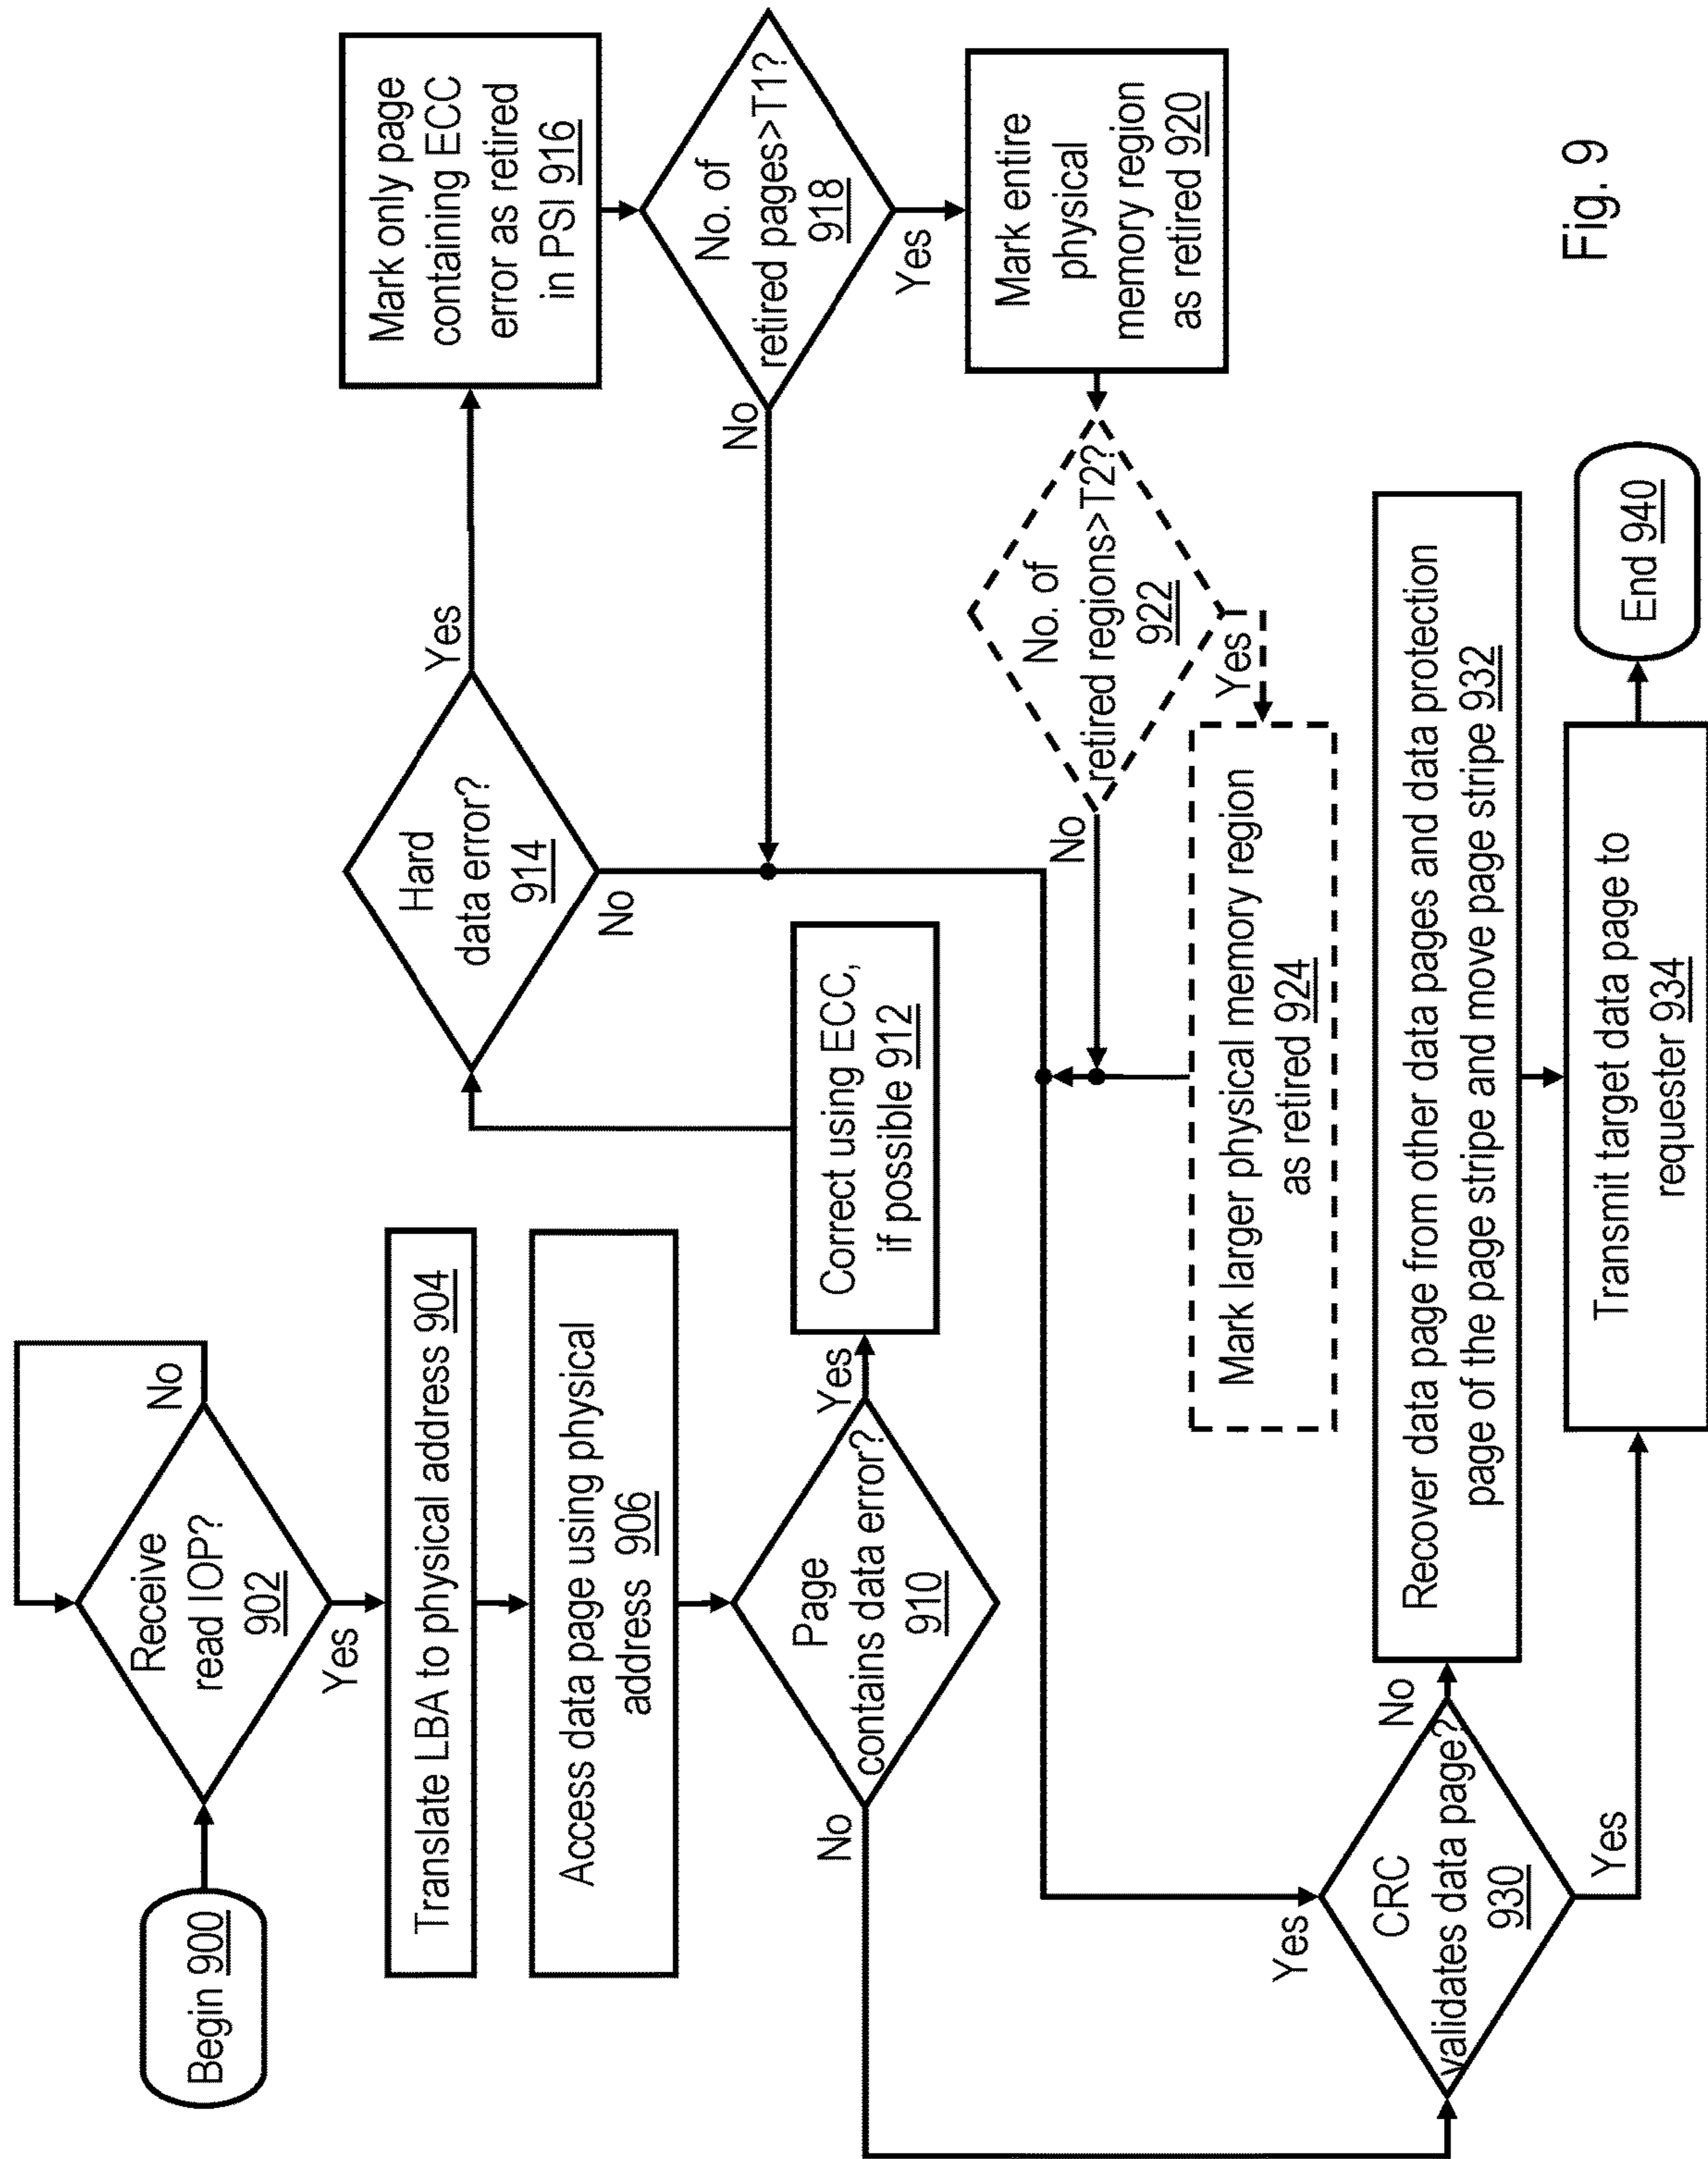 Begin 900
Receive
read IOP?
902
No
Yes
Translate LBA to physical address 904
Access data page using physical
address 906
Page
contains data error?
910
No
Yes
Correct using ECC,
if possible 912
Hard
data error?
914
No
Yes
Mark only page
containing ECC
error as retired
in PSI 916
No. of
retired pages>T1?
918
No
Yes
Mark entire
physical
memory region
as retired 920
No. of
retired regions>T2?
922
No
Yes
Mark larger physical memory region
as retired 924
Yes
CRC
validates data page?
930
No
Yes
Recover data page from other data pages and data protection
page of the page stripe and move page stripe 932
Transmit target data page to
requester 934
End 940
Fig. 9